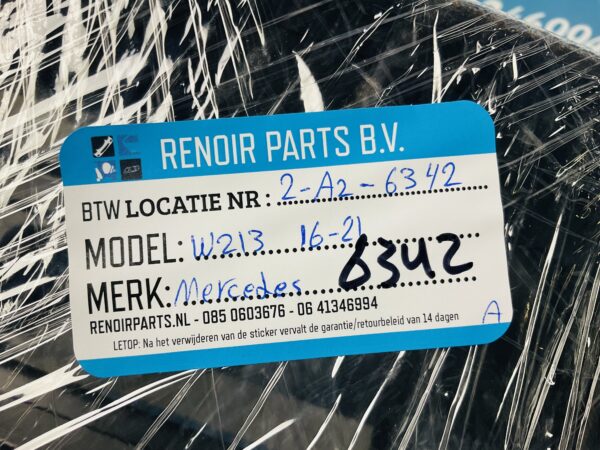 RENOIR PARTS B.V.
BTW LOCATIE NR : 2-A2-6342
MODEL: W213 16-21
MERK: Mercedes 6342
RENOIRPARTS.NL - 085 0603676 - 06 41346994
LETOP: Na het verwijderen van de sticker vervalt de garantie/retourbeleid van 14 dagen
A